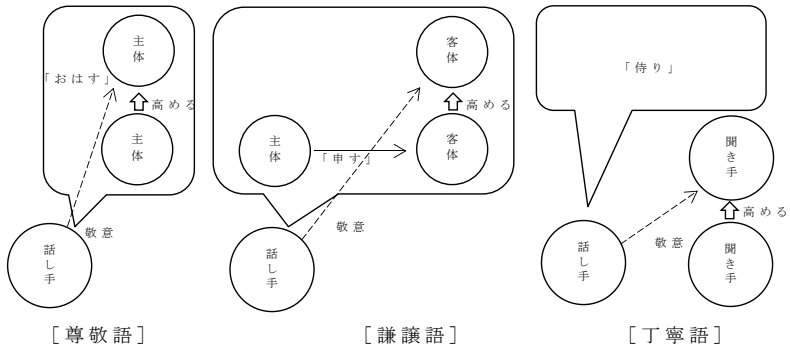 主体
「おはす」
高める
主体
敬意
話し手
［尊敬語］
客体
高める
主体
「申す」
客体
敬意
話し手
［謙譲語］
「侍り」
聞き手
高める
敬意
話し手
聞き手
［丁寧語］